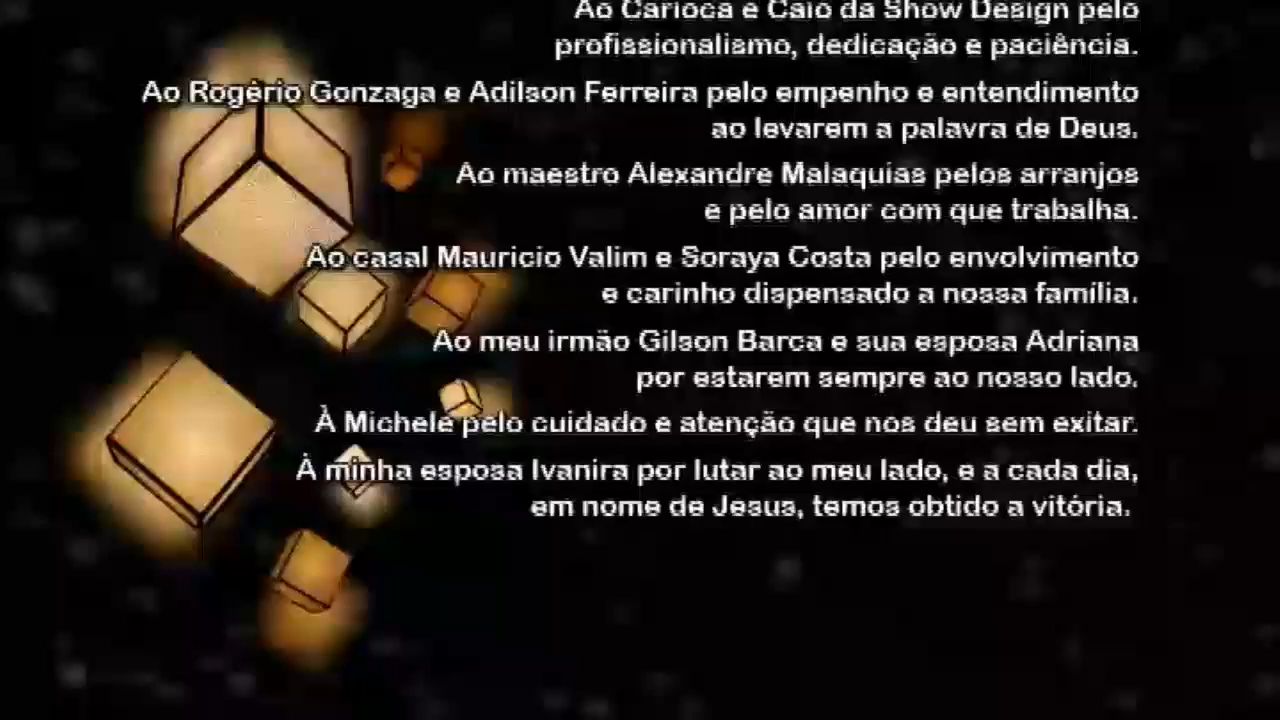 Ao Carioca e Caio da Show Design pelo
profissionalismo, dedicação e paciência.
Ao Rogério Gonzaga e Adilson Ferreira pelo empenho e entendimento
ao levarem a palavra de Deus.
Ao maestro Alexandre Malaquias pelos arranjos
e pelo amor com que trabalha.
Ao casal Mauricio Valim e Soraya Costa pelo envolvimento
e carinho dispensado a nossa família.
Ao meu irmão Gilson Barca e sua esposa Adriana
por estarem sempre ao nosso lado.
À Michele pelo cuidado e atenção que nos deu sem exitar.
À minha esposa Ivanira por lutar ao meu lado, e a cada dia,
em nome de Jesus, temos obtido a vitória.